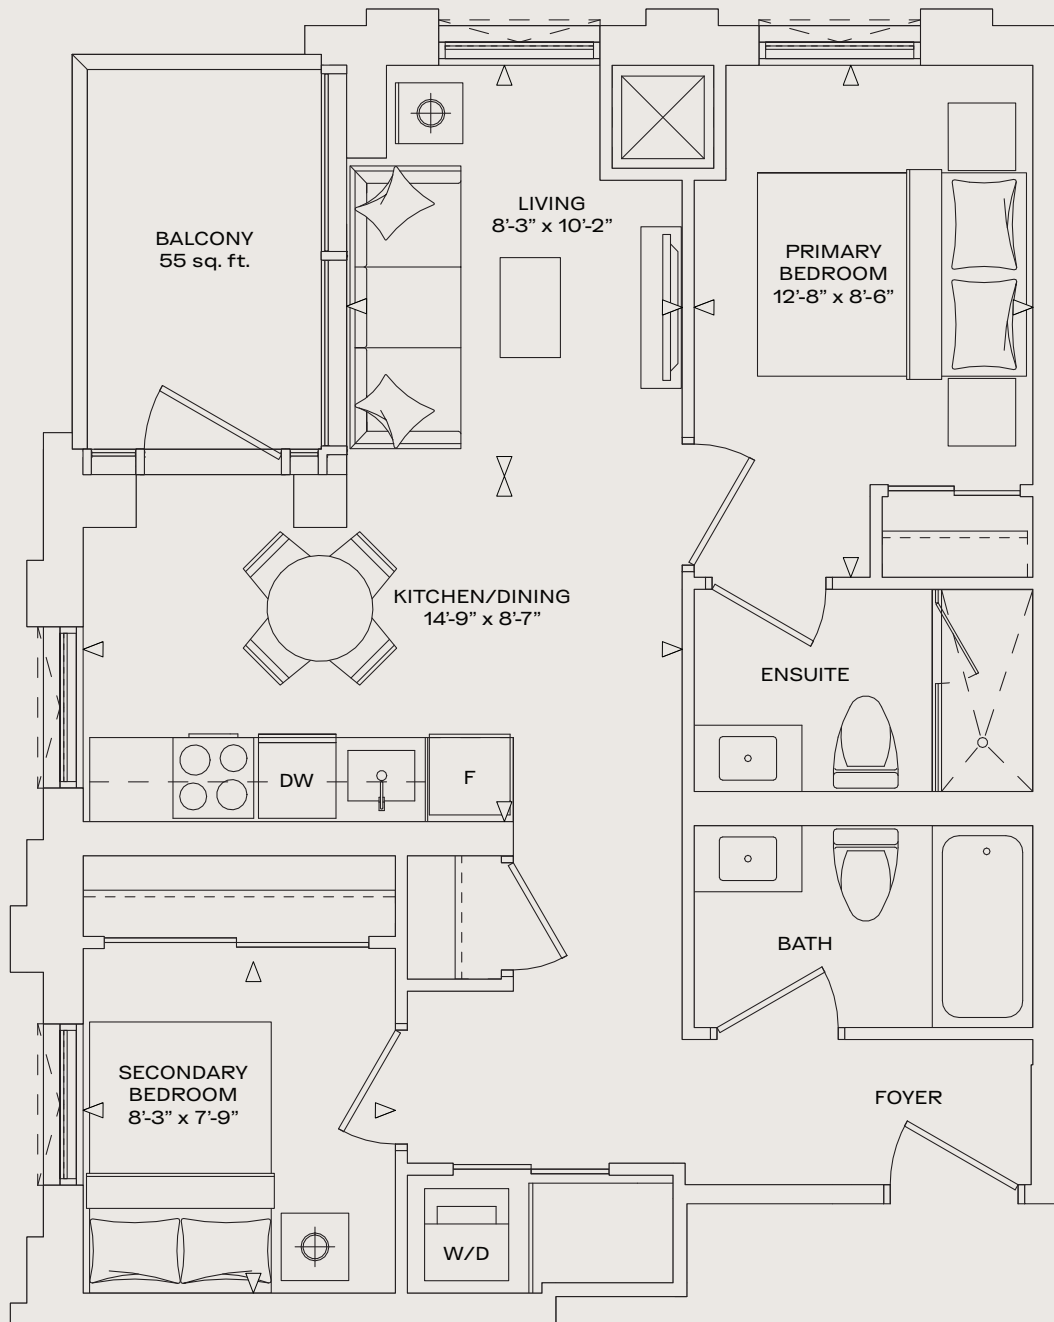 LIVING
8'-3” x 10'-2”
BALCONY
55 sq. ft.
PRIMARY
BEDROOM
12'-8” x 8'-6”
KITCHEN/DINING
14'-9” x 8'-7”
ENSUITE
DW
F
BATH
SECONDARY
BEDROOM
8'-3” x 7'-9”
FOYER
W/D